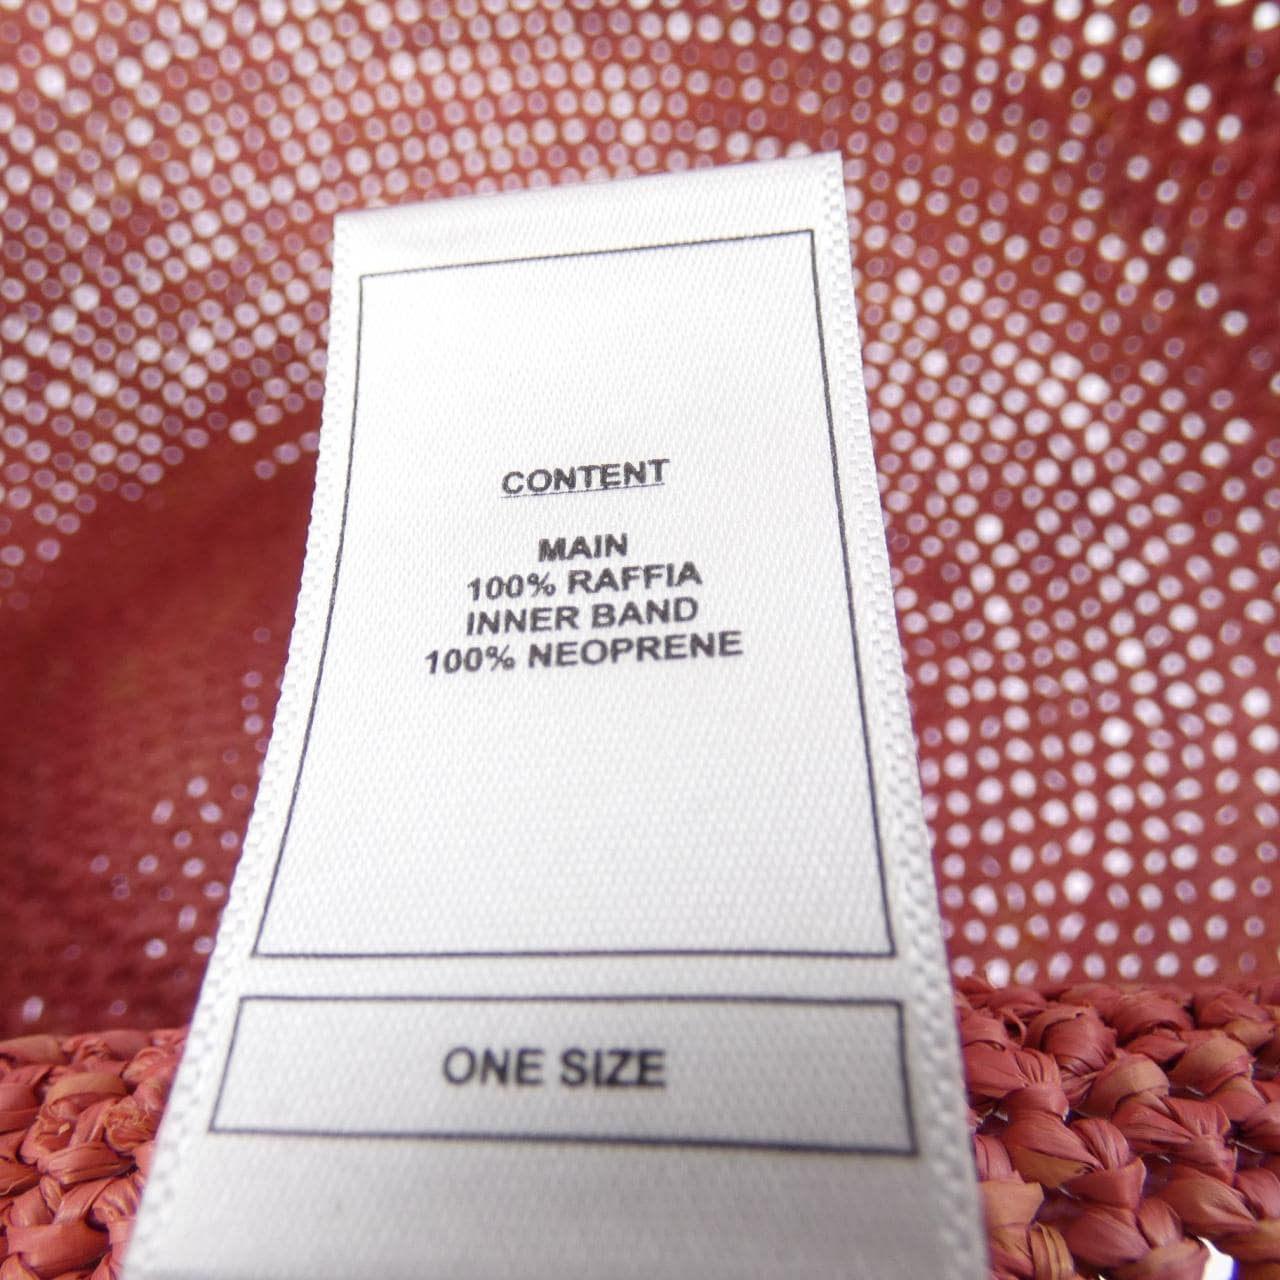 CONTENT
MAIN
100% RAFFIA
INNER BAND
100% NEOPRENE
ONE SIZE